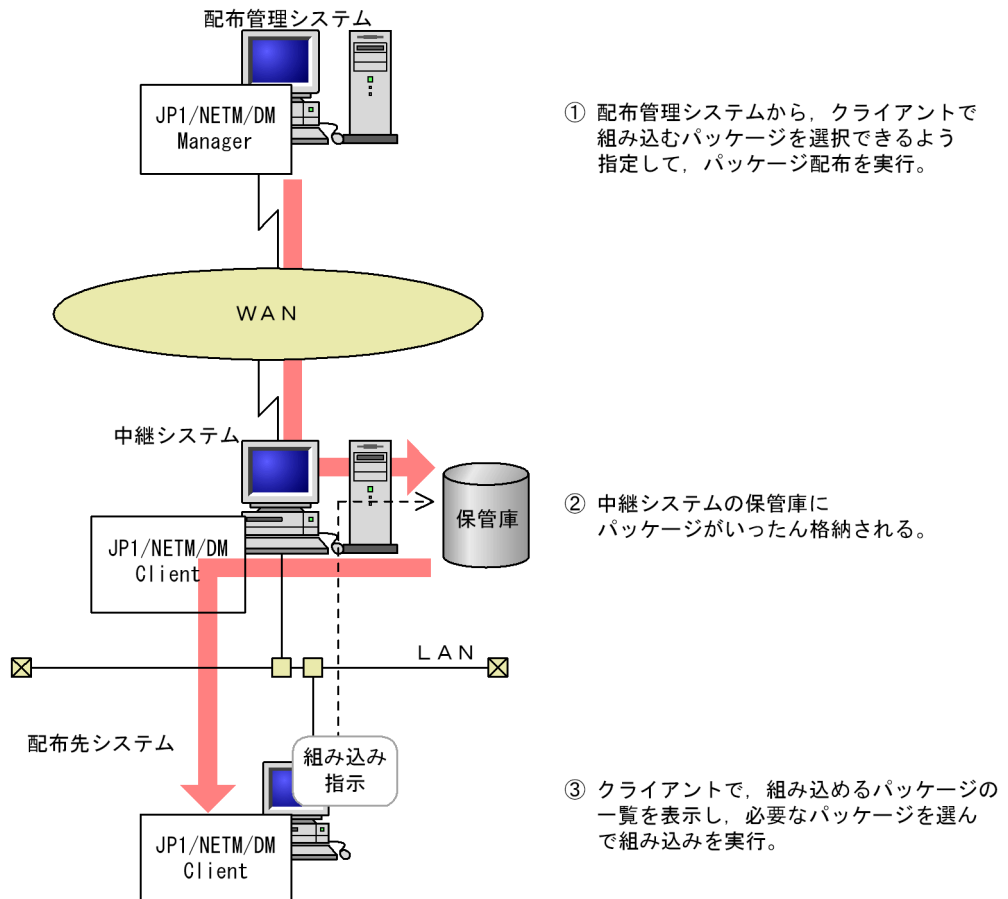 配布管理システム
JP1/NETM/DM
Manager
① 配布管理システムから，クライアントで
組み込むパッケージを選択できるよう
指定して，パッケージ配布を実行。
ＷＡＮ
中継システム
保管庫
② 中継システムの保管庫に
パッケージがいったん格納される。
JP1/NETM/DM
Client
ＬＡＮ
配布先システム
組み込み
指示
③ クライアントで，組み込めるパッケージの
一覧を表示し，必要なパッケージを選ん
で組み込みを実行。
JP1/NETM/DM
Client